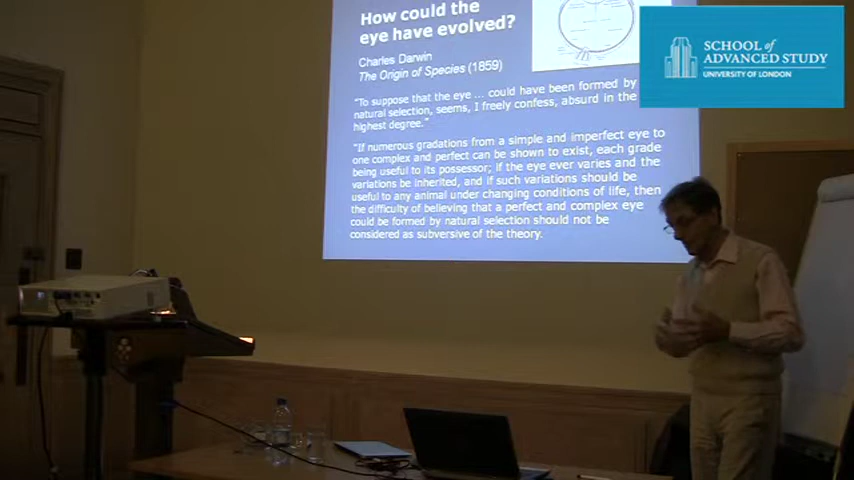 How could the
eye have evolved?
Charles Darwin
The Origin of Species (1859)
"To suppose that the eye ... could have been formed by
natural selection, seems, I freely confess, absurd in the
highest degree."
"If numerous gradations from a simple and imperfect eye to
one complex and perfect can be shown to exist, each grade
being useful to its possessor; if the eye ever varies and the
variations be inherited, and if such variations should be
useful to any animal under changing conditions of life, then
the difficulty of believing that a perfect and complex eye
could be formed by natural selection should not be
considered as subversive of the theory.
SCHOOL of
ADVANCED STUDY
UNIVERSITY OF LONDON